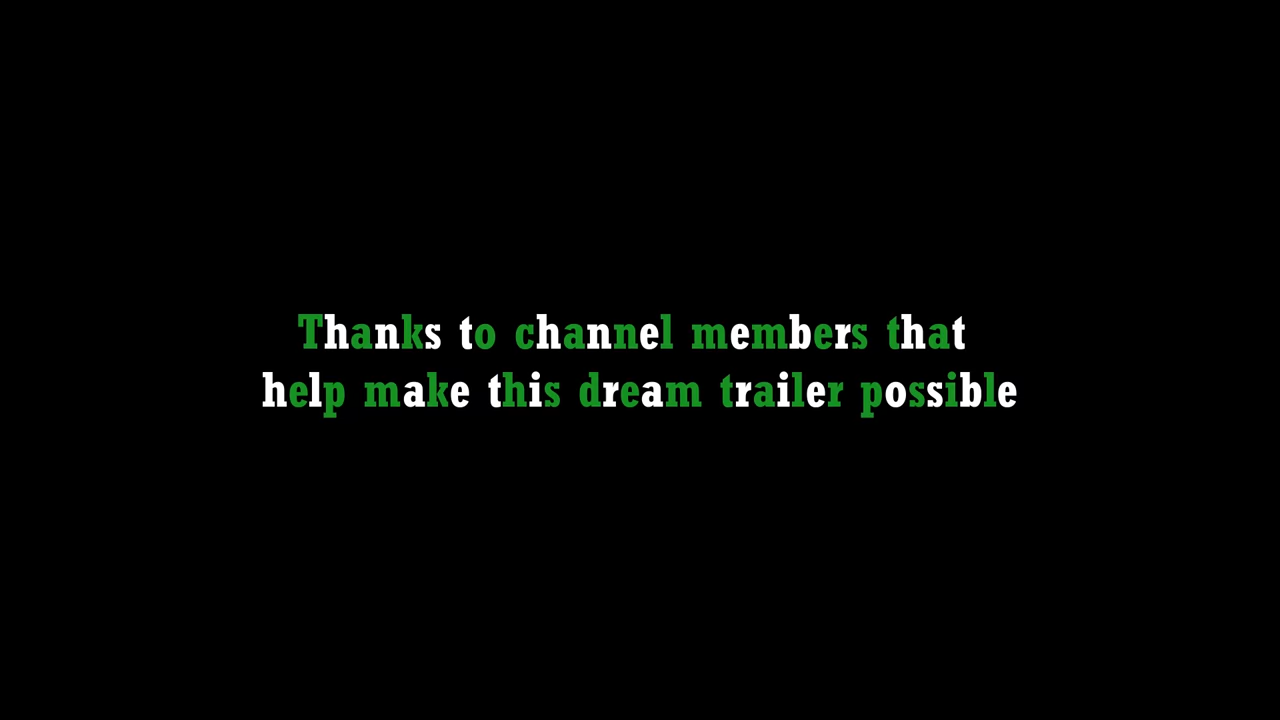 Thanks to channel members that
help make this dream trailer possible